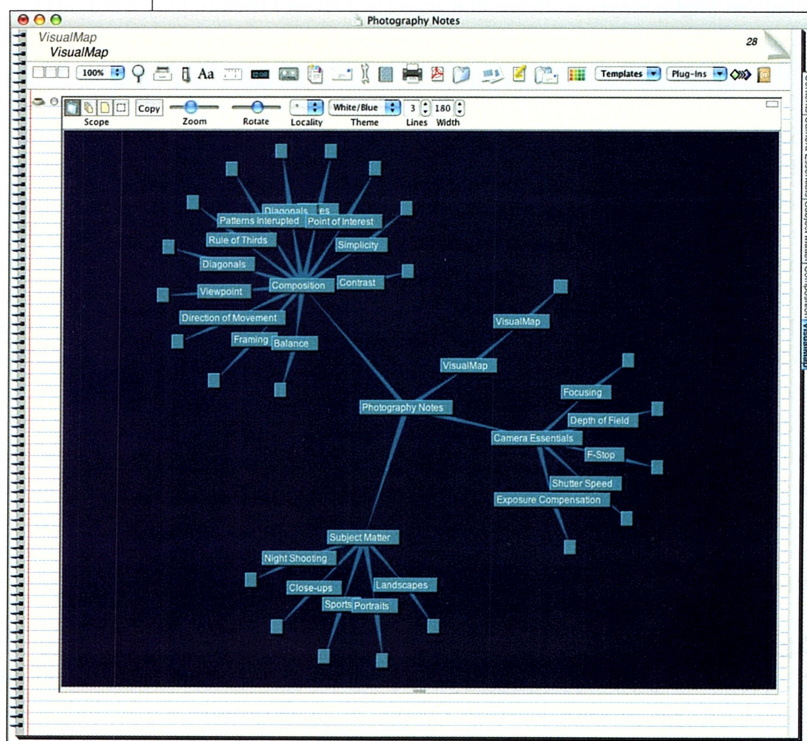 Photography Notes
VisualMap
VisualMap
28
100%
Aa
Templates
Plug-Ins
Copy
White/Blue
3
180
Scope
Zoom
Rotate
Locality
Theme
Lines
Width
Diagonals
es
Patterns Interupted
Point of Interest
Rule of Thirds
Simplicity
Diagonals
Contrast
Composition
Viewpoint
Direction of Movement
Framing
Balance
VisualMap
VisualMap
Focusing
Photography Notes
Depth of Field
Camera Essentials
F-Stop
Shutter Speed
Exposure Compensation
Subject Matter
Night Shooting
Close-ups
Landscapes
Sports
Portraits